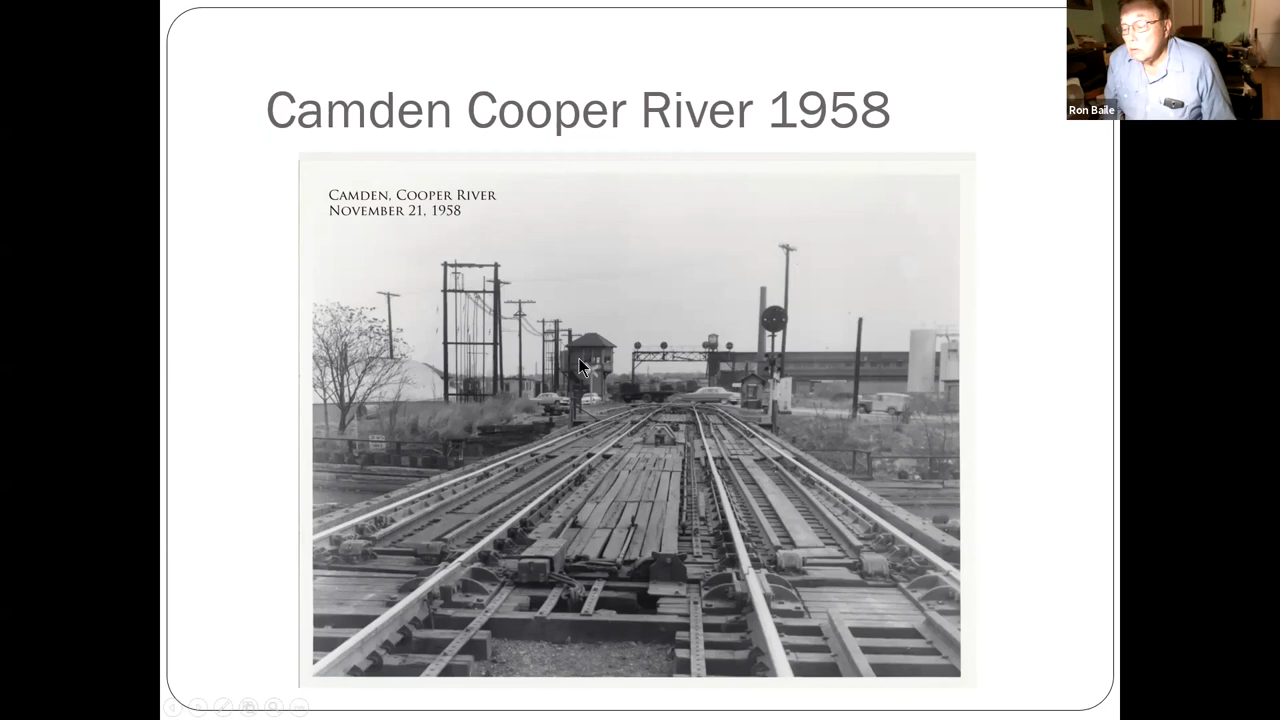 Camden Cooper River 1958
Camden, Cooper River
November 21, 1958
Ron Baile